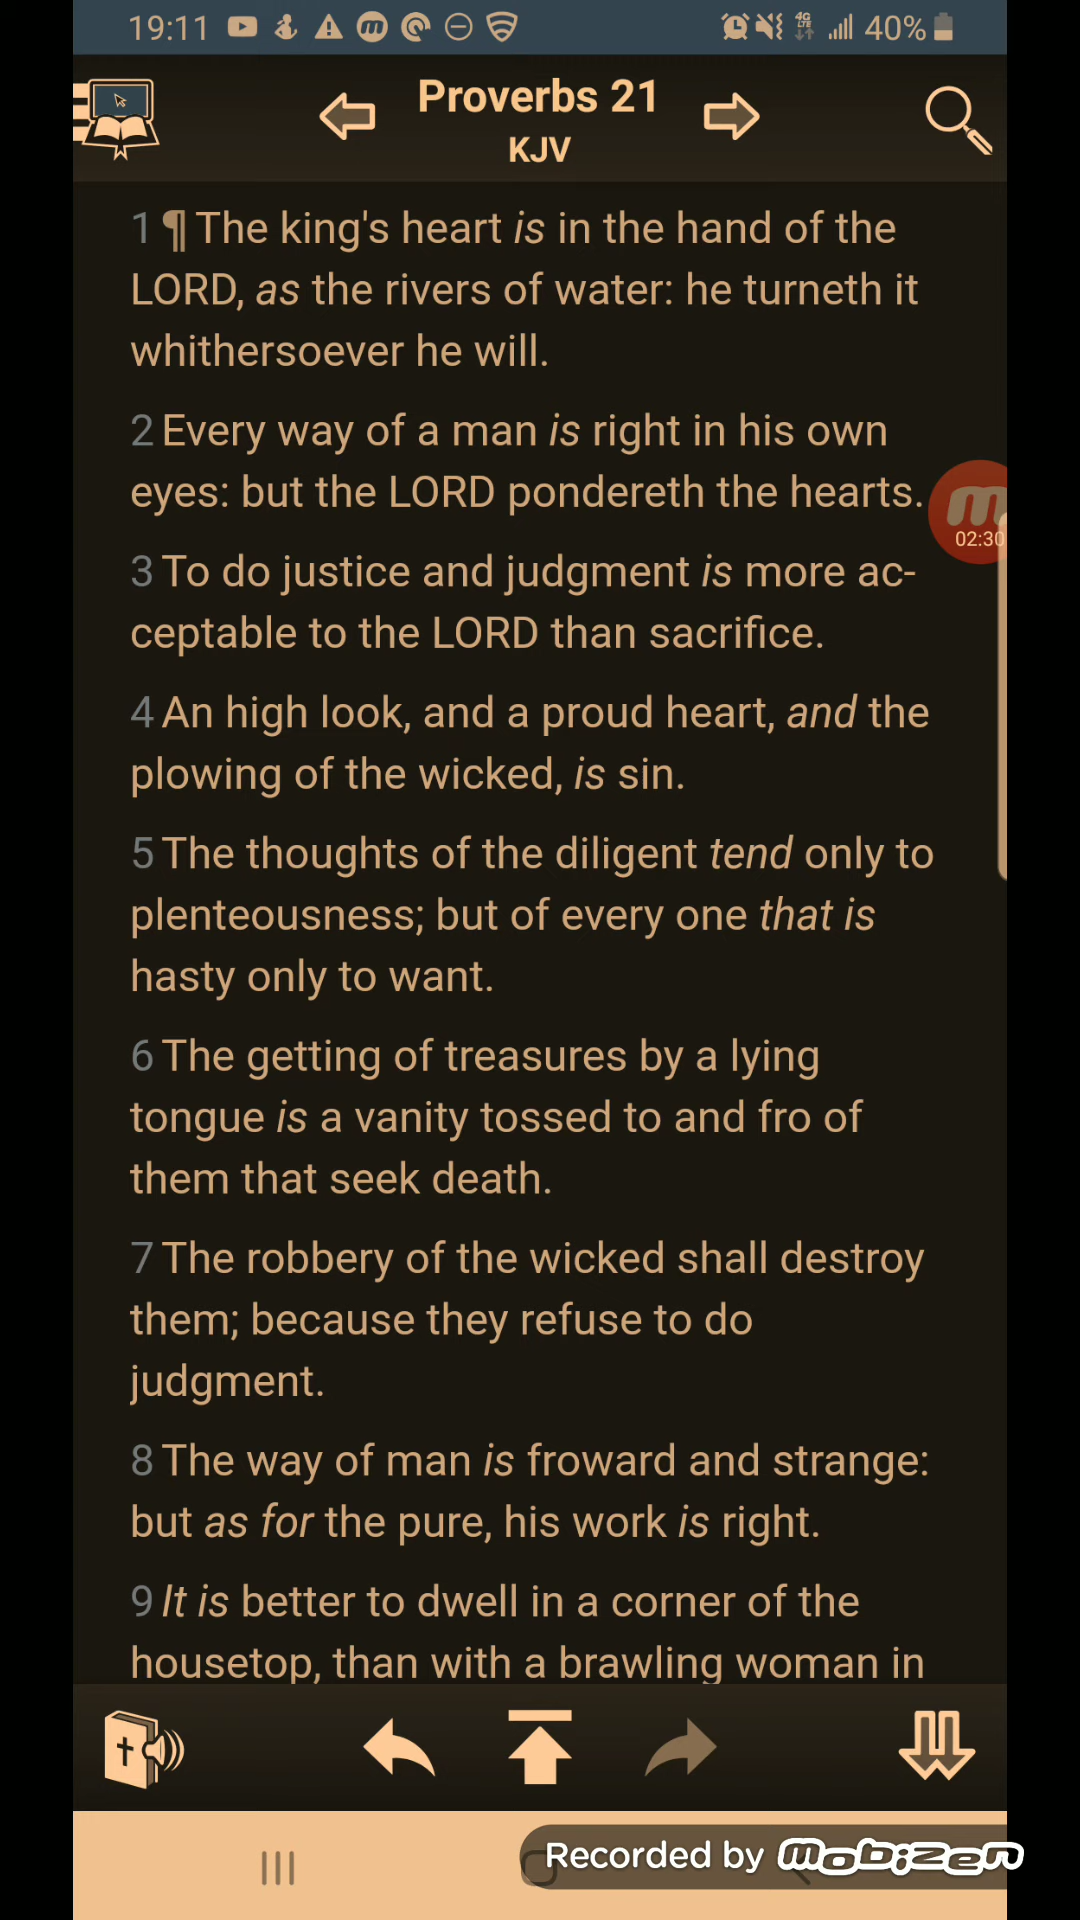 19:11 40%
Proverbs 21
KJV
1 ¶ The king's heart is in the hand of the
LORD, as the rivers of water: he turneth it
whithersoever he will.
2 Every way of a man is right in his own
eyes: but the LORD pondereth the hearts.
02:30
3 To do justice and judgment is more ac-
ceptable to the LORD than sacrifice.
4 An high look, and a proud heart, and the
plowing of the wicked, is sin.
5 The thoughts of the diligent tend only to
plenteousness; but of every one that is
hasty only to want.
6 The getting of treasures by a lying
tongue is a vanity tossed to and fro of
them that seek death.
7 The robbery of the wicked shall destroy
them; because they refuse to do
judgment.
8 The way of man is froward and strange:
but as for the pure, his work is right.
9 It is better to dwell in a corner of the
housetop, than with a brawling woman in
Recorded by mobizen